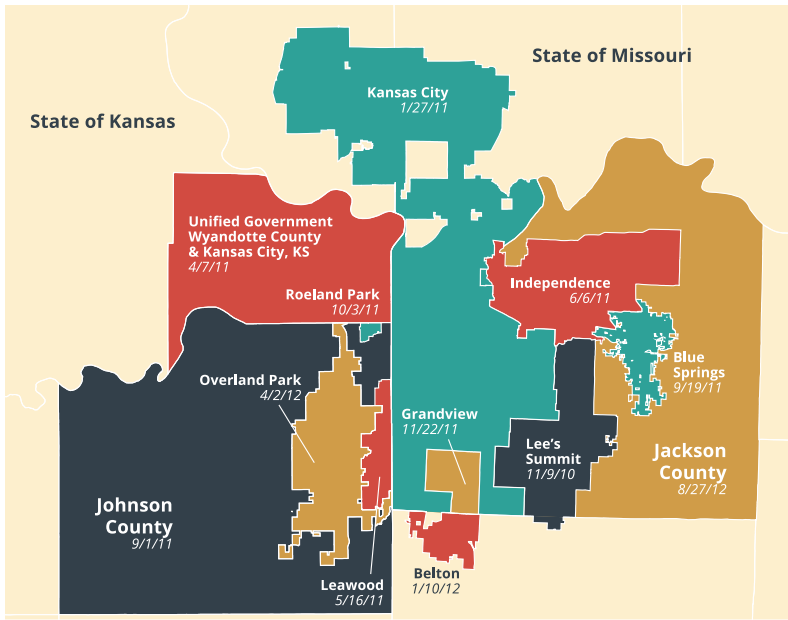 State of Missouri
Kansas City
1/27/11
State of Kansas
Unified Government
Wyandotte County
& Kansas City, KS
4/7/11
Independence
6/6/11
Roeland Park
10/3/11
Blue
Springs
9/19/11
Overland Park
4/2/12
Grandview
11/22/11
Lee's
Summit
11/9/10
Jackson
County
8/27/12
Johnson
County
9/1/11
Belton
1/10/12
Leawood
5/16/11